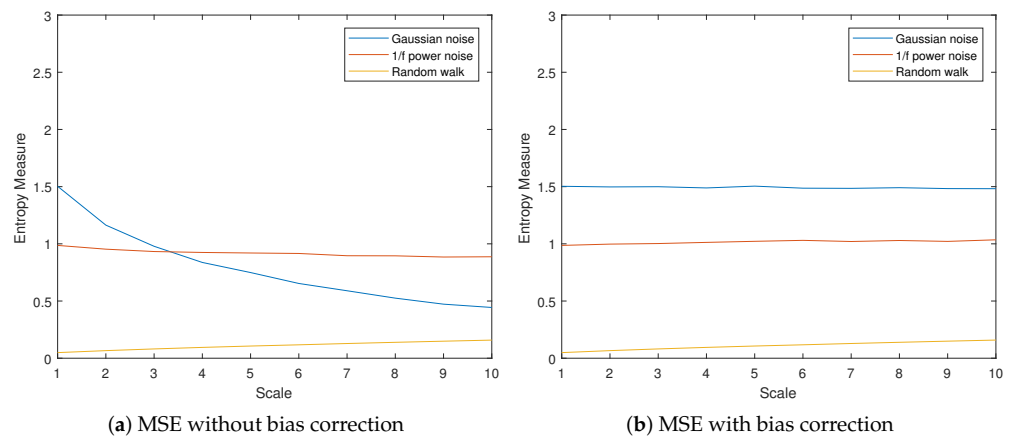 3
2.5
2
1.5
1
0.5
0
Entropy Measure
Gaussian noise
1/f power noise
Random walk
1 2 3 4 5 6 7 8 9 10
Scale
(a) MSE without bias correction
3
2.5
2
1.5
1
0.5
0
Entropy Measure
Gaussian noise
1/f power noise
Random walk
1 2 3 4 5 6 7 8 9 10
Scale
(b) MSE with bias correction